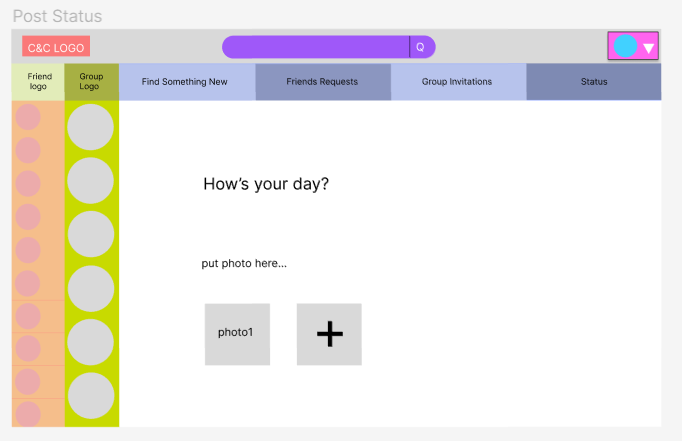 Post Status
C&C LOGO
Q
Friend
logo
Group
Logo
Find Something New
Friends Requests
Group Invitations
Status
How's your day?
put photo here...
photo1
+